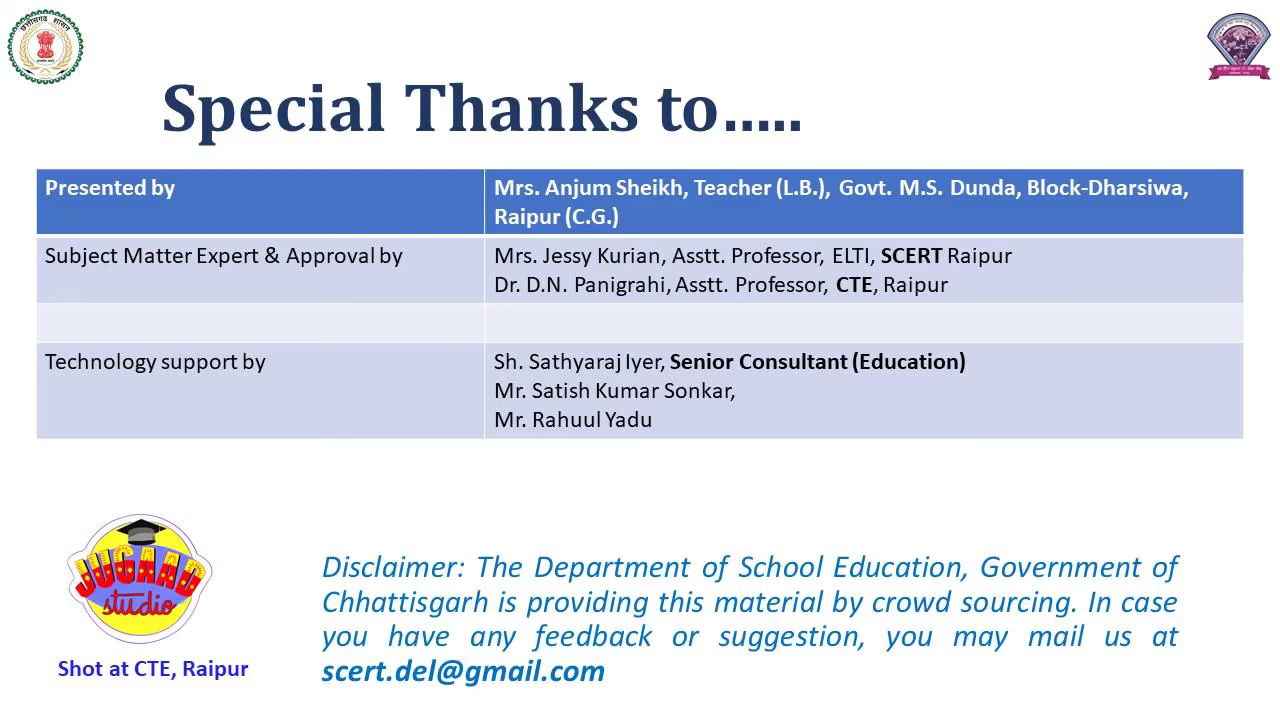 छत्तीसगढ़ शासन
Special Thanks to.....
Presented by
Mrs. Anjum Sheikh, Teacher (L.B.), Govt. M.S. Dunda, Block-Dharsiwa,
Raipur (C.G.)
Subject Matter Expert & Approval by
Mrs. Jessy Kurian, Asstt. Professor, ELTI, SCERT Raipur
Dr. D.N. Panigrahi, Asstt. Professor, CTE, Raipur
Technology support by
Sh. Sathyaraj Iyer, Senior Consultant (Education)
Mr. Satish Kumar Sonkar,
Mr. Rahuul Yadu
JUGAAD
studio
Shot at CTE, Raipur
Disclaimer: The Department of School Education, Government of
Chhattisgarh is providing this material by crowd sourcing. In case
you have any feedback or suggestion, you may mail us at
scert.del@gmail.com